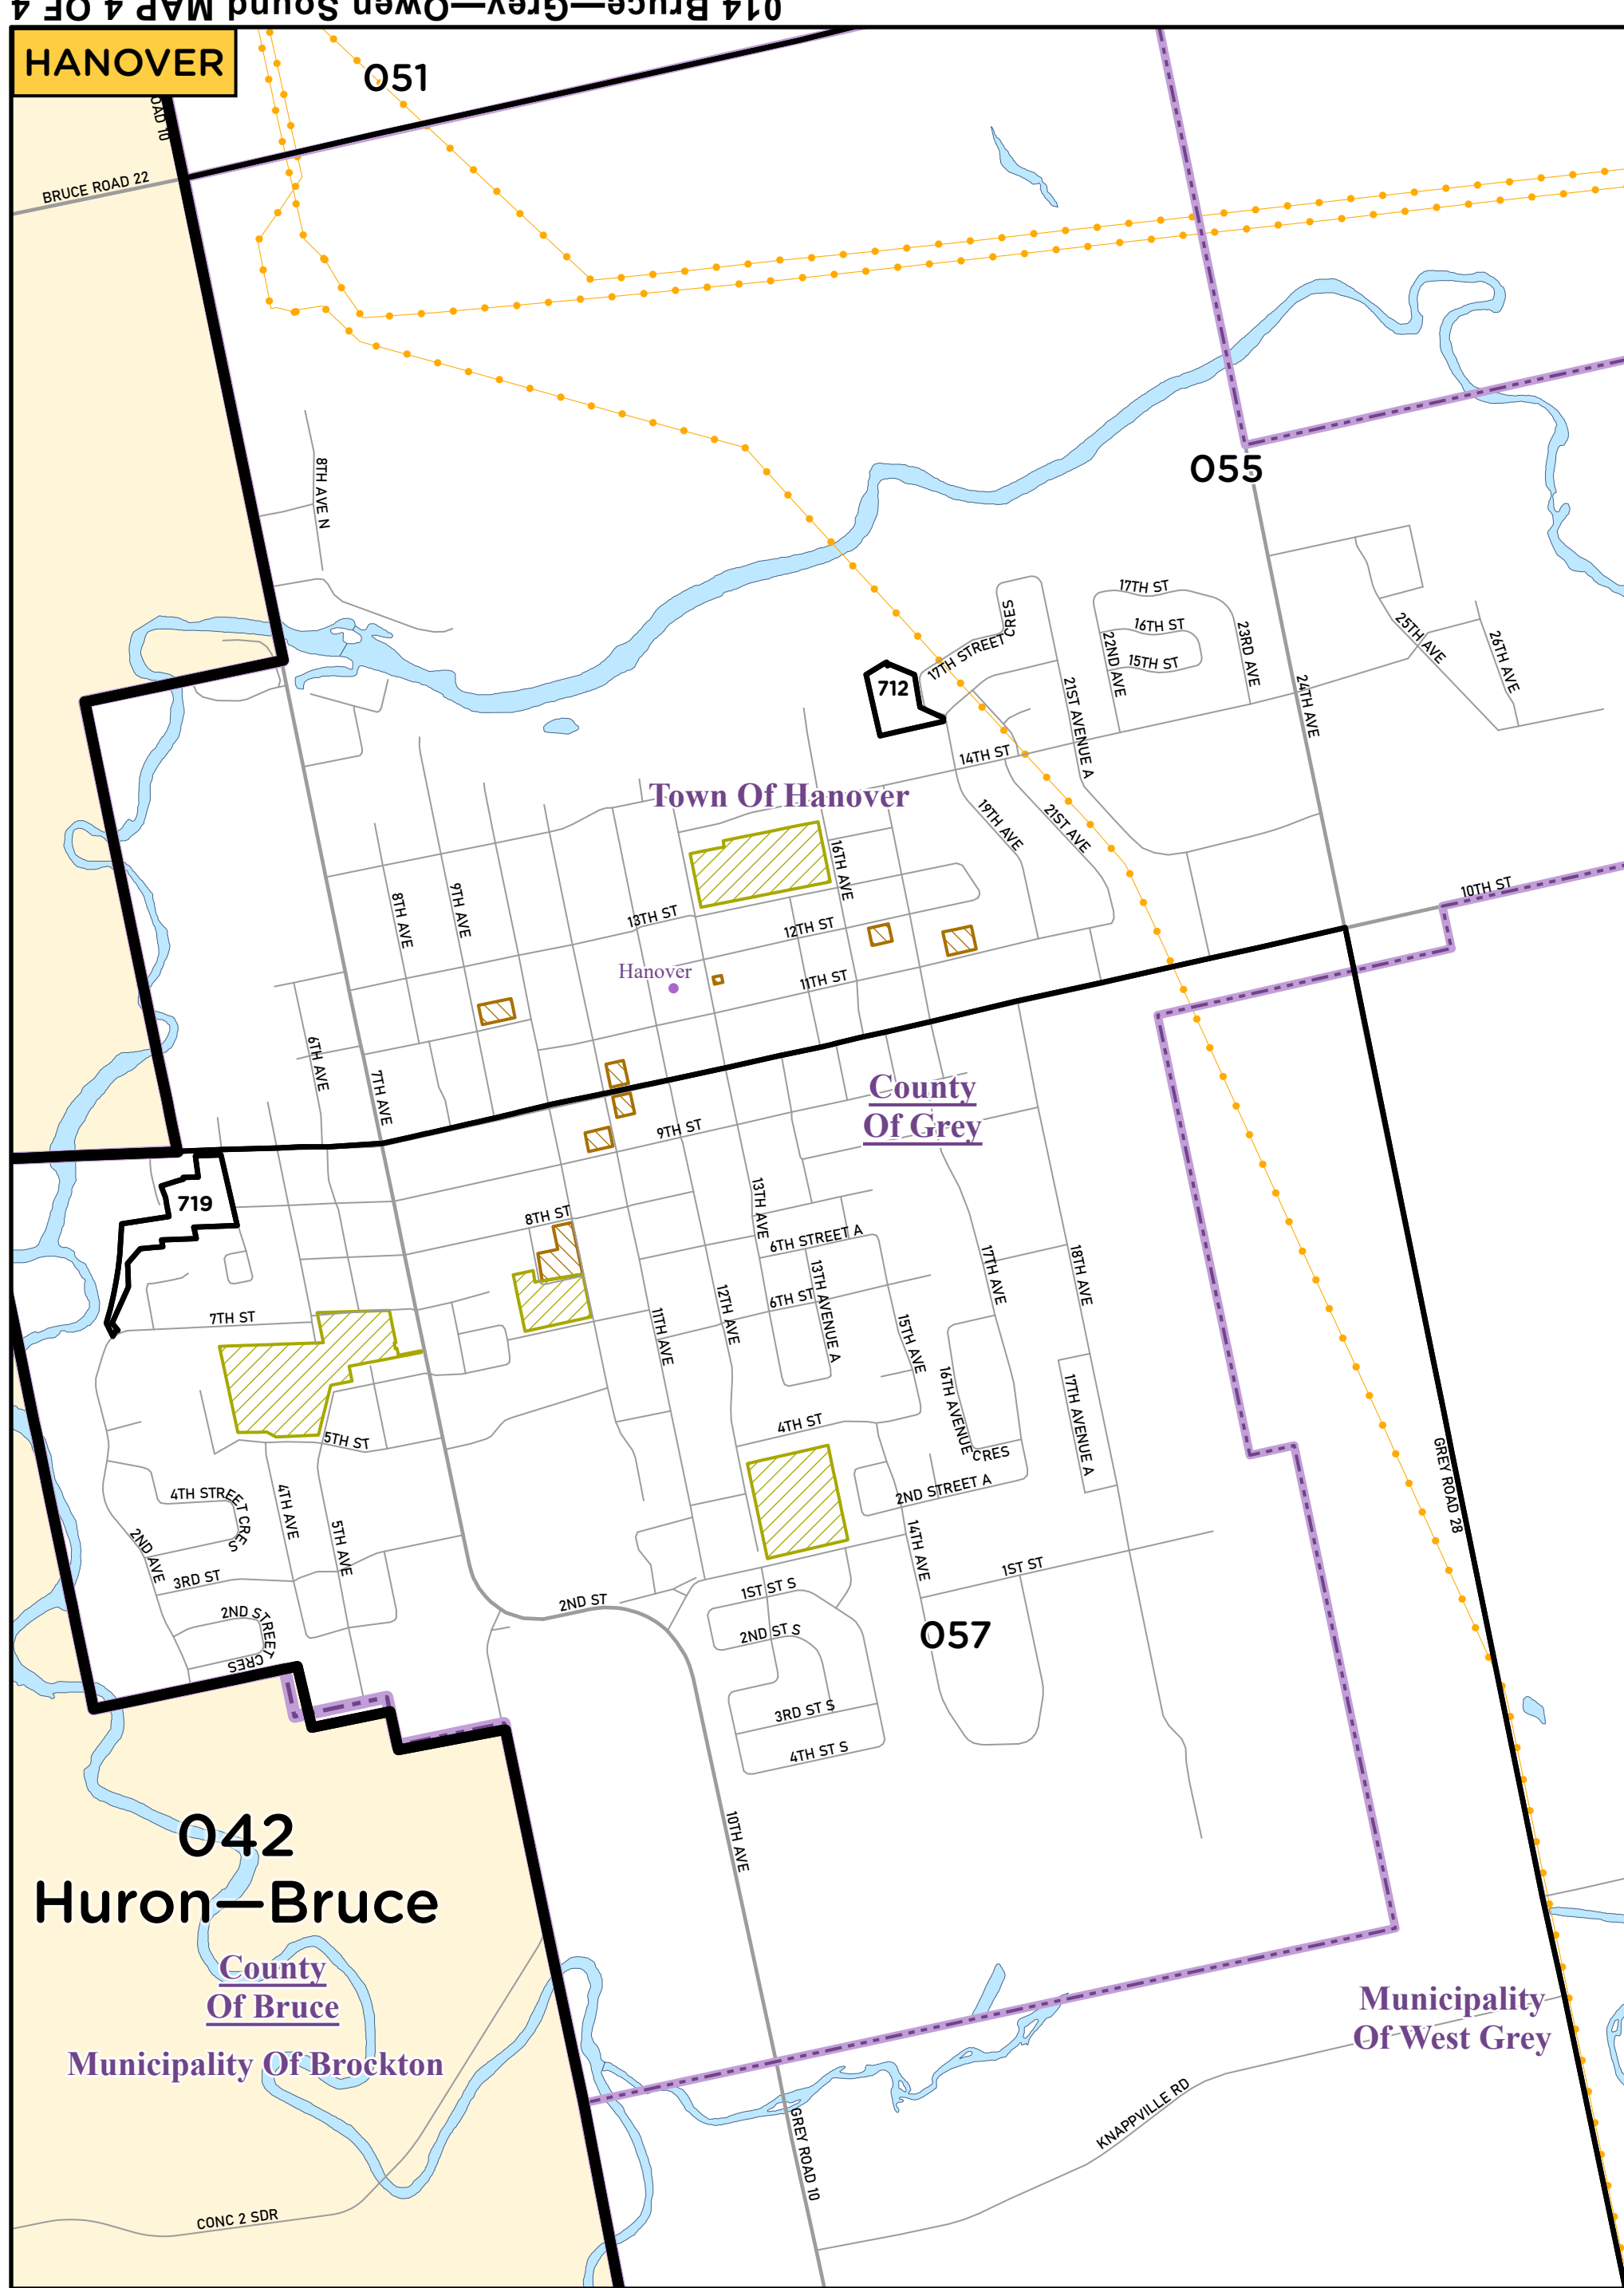 014 Bruce—Grey—Owen Sound MAP 4 OF 4
HANOVER
051
OAD 10
BRUCE ROAD 22
8TH AVE N
055
17TH ST
16TH ST
15TH ST
22ND AVE
23RD AVE
25TH AVE
26TH AVE
24TH AVE
17TH STREET CRES
712
21ST AVENUE A
14TH ST
Town Of Hanover
19TH AVE
21ST AVE
16TH AVE
8TH AVE
9TH AVE
13TH ST
12TH ST
10TH ST
Hanover
11TH ST
6TH AVE
7TH AVE
County
Of Grey
9TH ST
719
13TH AVE
8TH ST
6TH STREET A
17TH AVE
18TH AVE
13TH AVENUE A
6TH ST
12TH AVE
11TH AVE
15TH AVE
7TH ST
16TH AVENUE CRES
17TH AVENUE A
4TH ST
5TH ST
GREY ROAD 28
2ND STREET A
4TH STREET CRES
4TH AVE
5TH AVE
2ND AVE
14TH AVE
3RD ST
1ST ST
1ST ST S
2ND ST
2ND STREET CRES
2ND ST S
057
3RD ST S
4TH ST S
10TH AVE
042
Huron—Bruce
County
Of Bruce
Municipality Of Brockton
Municipality
Of West Grey
KNAPPVILLE RD
GREY ROAD 10
CONC 2 SDR